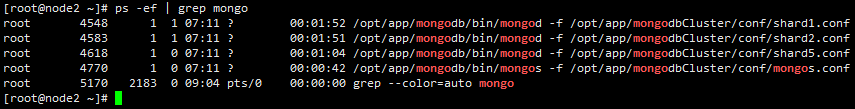 [root@node2 ~]# ps -ef | grep mongo
root 4548 1 1 07:11 ? 00:01:52 /opt/app/mongodb/bin/mongod -f /opt/app/mongodbCluster/conf/shard1.conf
root 4583 1 1 07:11 ? 00:01:51 /opt/app/mongodb/bin/mongod -f /opt/app/mongodbCluster/conf/shard2.conf
root 4618 1 0 07:11 ? 00:01:04 /opt/app/mongodb/bin/mongod -f /opt/app/mongodbCluster/conf/shard5.conf
root 4770 1 0 07:11 ? 00:00:42 /opt/app/mongodb/bin/mongos -f /opt/app/mongodbCluster/conf/mongos.conf
root 5170 2183 0 09:04 pts/0 00:00:00 grep --color=auto mongo
[root@node2 ~]#